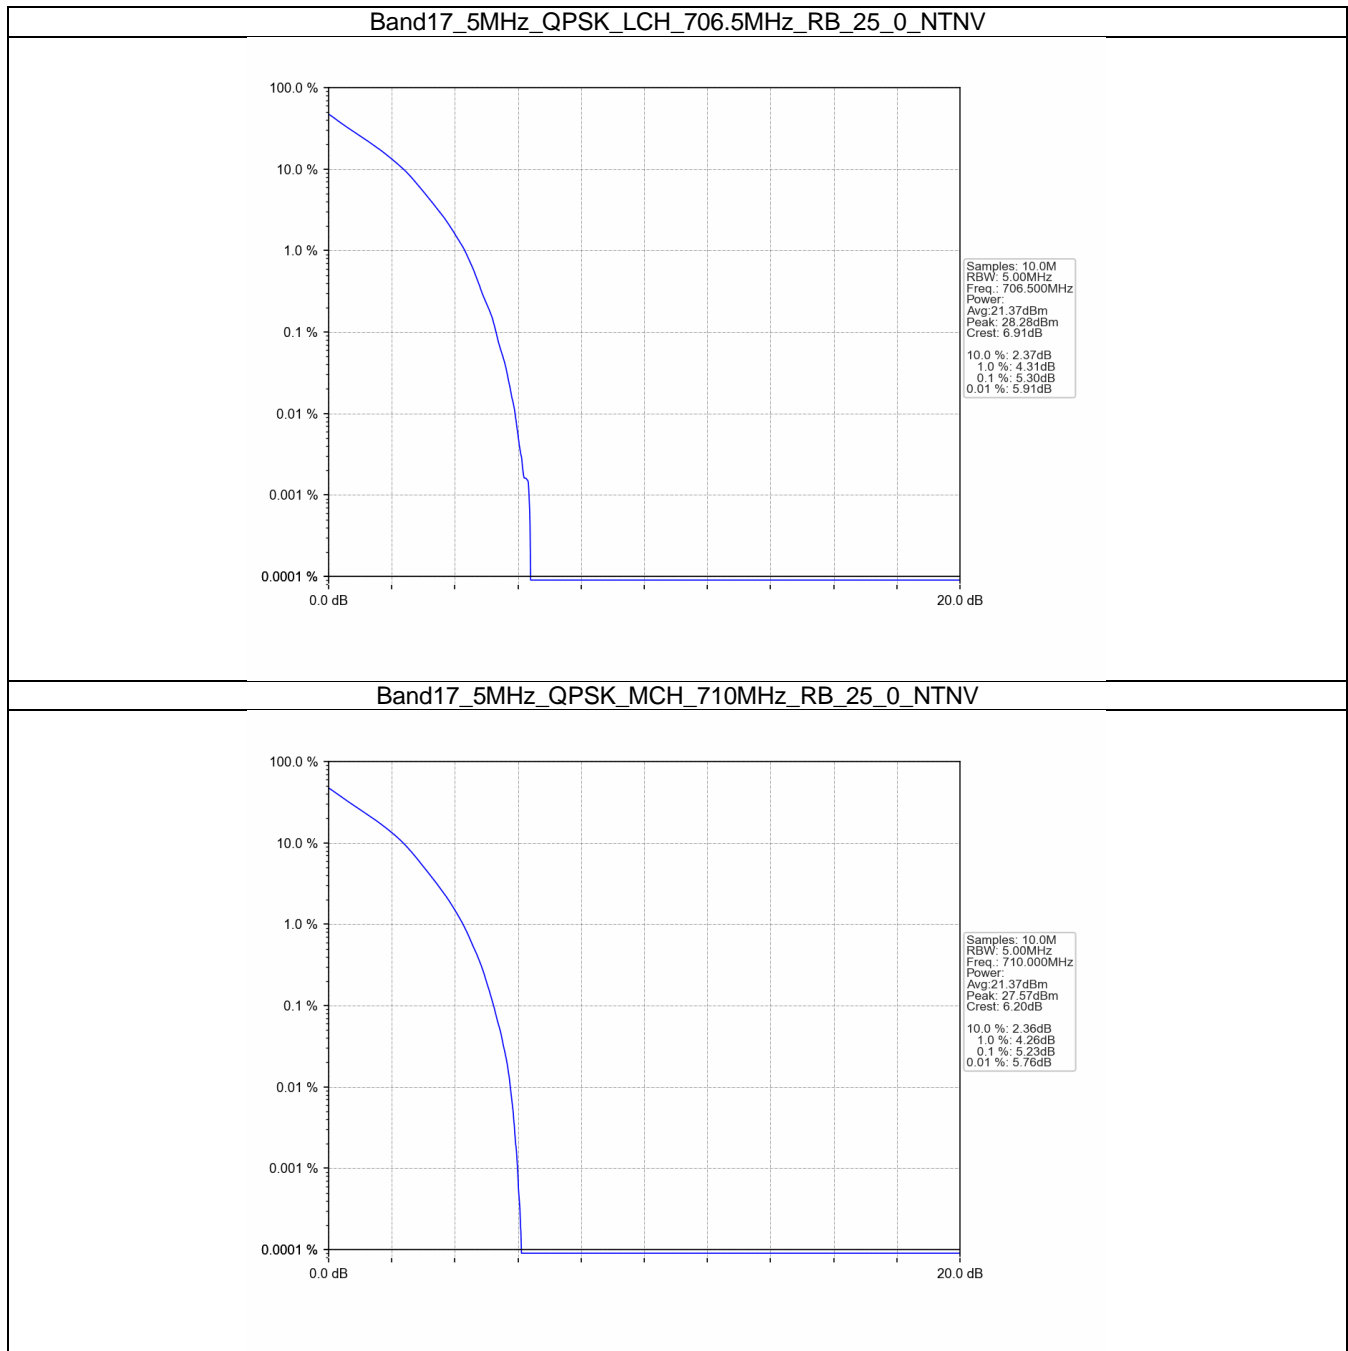 Band17_5MHz_QPSK_LCH_706.5MHz_RB_25_0_NTNV
100.0 %
10.0 %
1.0 %
0.1 %
0.01 %
0.001 %
0.0001 %
0.0 dB
20.0 dB
Samples: 10.0M
RBW: 5.00MHz
Freq.: 706.500MHz
Power:
Avg:21.37dBm
Peak: 28.28dBm
Crest: 6.91dB
10.0 %: 2.37dB
1.0 %: 4.31dB
0.1 %: 5.30dB
0.01 %: 5.91dB
Band17_5MHz_QPSK_MCH_710MHz_RB_25_0_NTNV
100.0 %
10.0 %
1.0 %
0.1 %
0.01 %
0.001 %
0.0001 %
0.0 dB
20.0 dB
Samples: 10.0M
RBW: 5.00MHz
Freq.: 710.000MHz
Power:
Avg:21.37dBm
Peak: 27.57dBm
Crest: 6.20dB
10.0 %: 2.36dB
1.0 %: 4.26dB
0.1 %: 5.23dB
0.01 %: 5.76dB